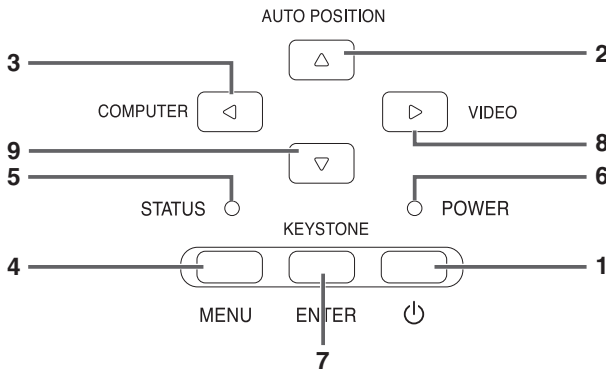 AUTO POSITION
2
3
COMPUTER
VIDEO
8
9
5
6
STATUS
POWER
KEYSTONE
4
1
MENU
ENTER
7